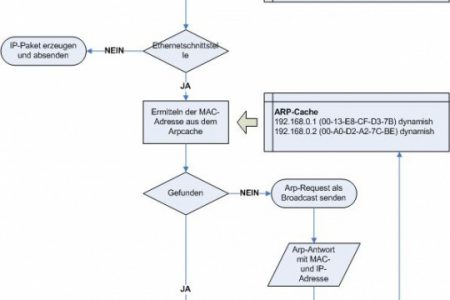 IP-Paket erzeugen
und absenden
NEIN
Ethernetschnittstel
le
JA
Ermitteln der MAC-
Adresse aus dem
Arpcache
ARP-Cache
192.168.0.1 (00-13-E8-CF-D3-7B) dynamish
192.168.0.2 (00-A0-D2-A2-7C-BE) dynamish
Gefunden
NEIN
Arp-Request als
Broadcast senden
Arp-Antwort
mit MAC-
und IP-
Adresse
JA